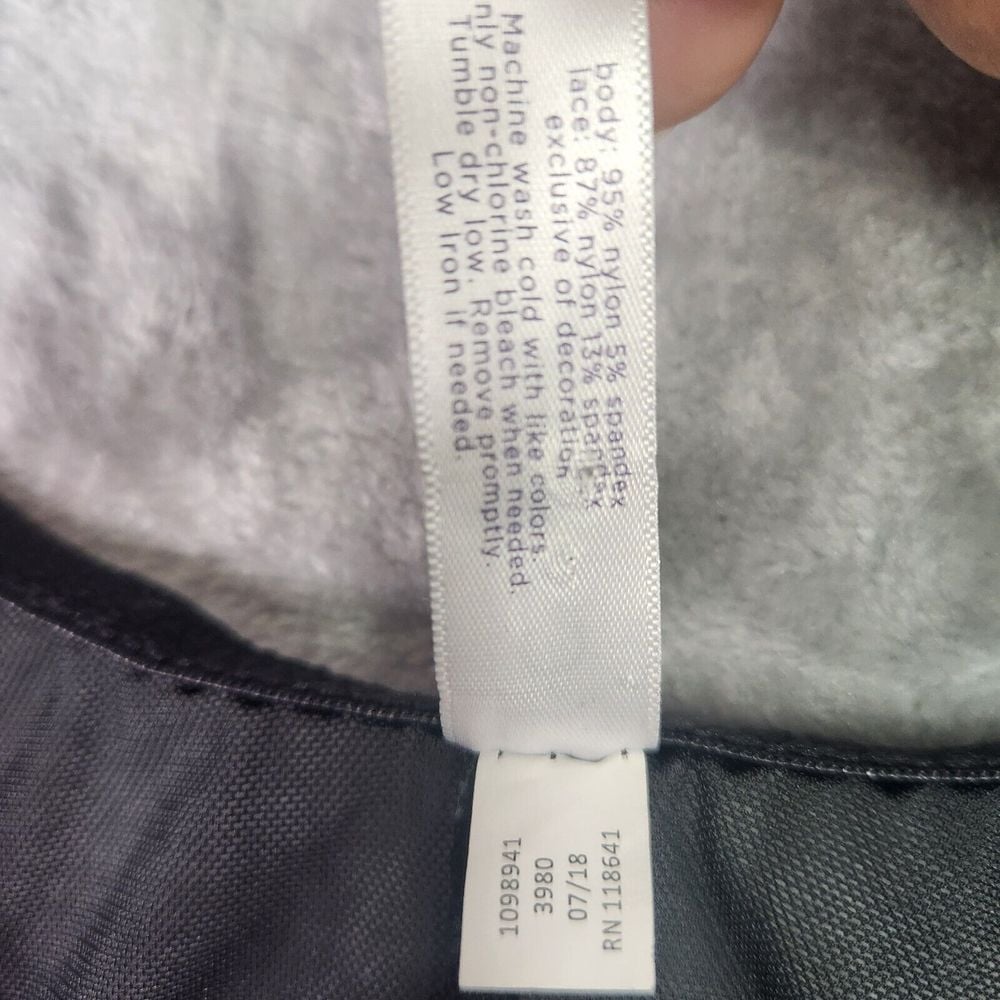 body: 95% nylon 5% spandex
lace: 87% nylon 13% spandex
exclusive of decoration
Machine wash cold with like colors.
nly non-chlorine bleach when needed.
Tumble dry low. Remove promptly.
Low Iron if needed.
1098941
3980
07/18
RN 118641